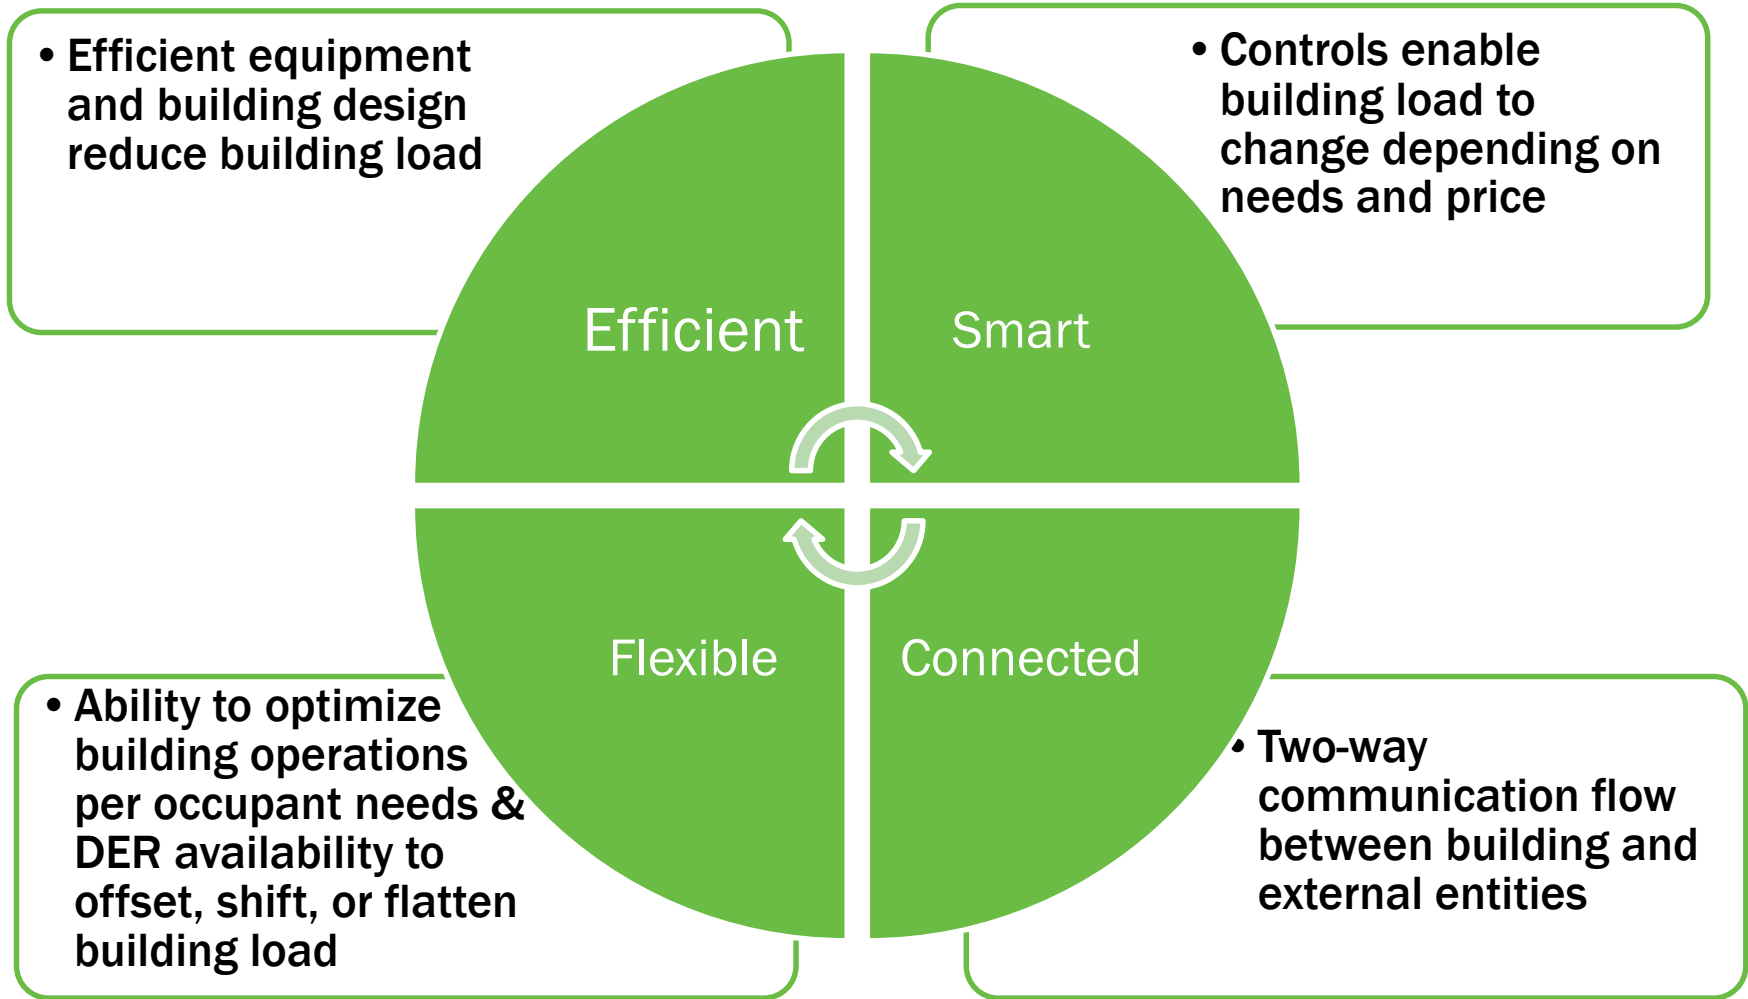 • Efficient equipment
and building design
reduce building load
• Controls enable
building load to
change depending on
needs and price
Efficient
Smart
Flexible
Connected
• Ability to optimize
building operations
per occupant needs &
DER availability to
offset, shift, or flatten
building load
• Two-way
communication flow
between building and
external entities